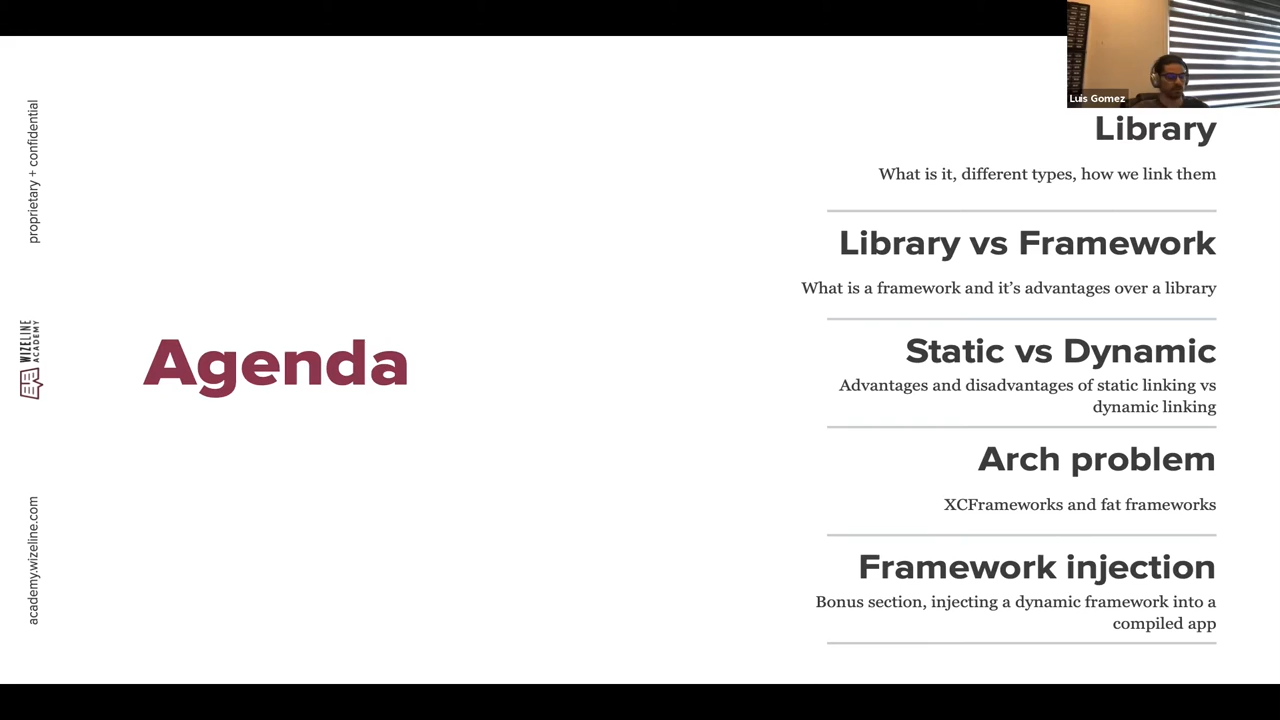 proprietary + confidential
WIZELINE
ACADEMY
academy.wizeline.com
Agenda
Luis Gomez
Library
What is it, different types, how we link them
Library vs Framework
What is a framework and it's advantages over a library
Static vs Dynamic
Advantages and disadvantages of static linking vs
dynamic linking
Arch problem
XCFrameworks and fat frameworks
Framework injection
Bonus section, injecting a dynamic framework into a
compiled app